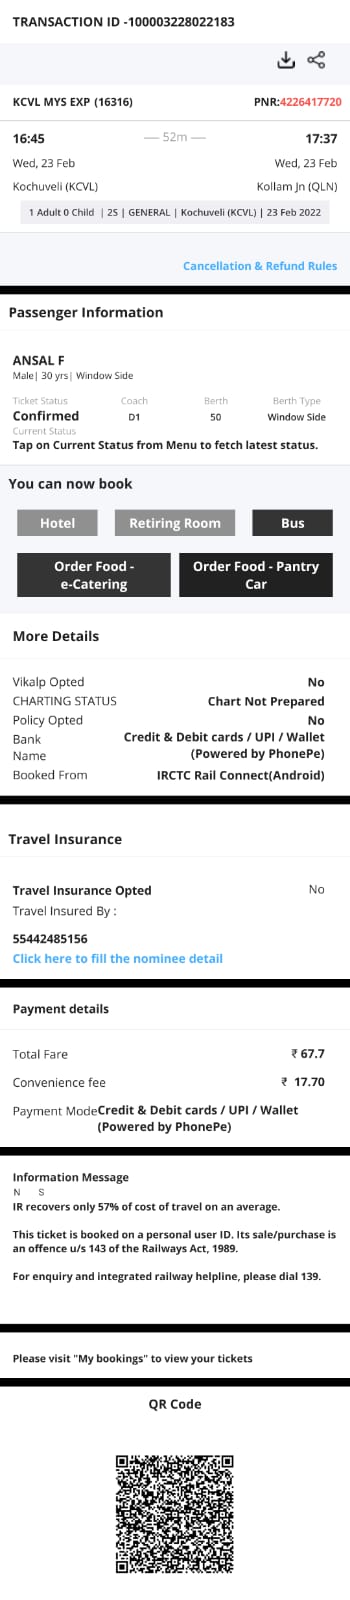 TRANSACTION ID -100003228022183
KCVL MYS EXP (16316) PNR:4226417720
16:45 — 52m — 17:37
Wed, 23 Feb Wed, 23 Feb
Kochuveli (KCVL) Kollam Jn (QLN)
1 Adult 0 Child | 2S | GENERAL | Kochuveli (KCVL) | 23 Feb 2022
Cancellation & Refund Rules
Passenger Information
ANSAL F
Male| 30 yrs| Window Side
Ticket Status Coach Berth Berth Type
Confirmed D1 50 Window Side
Current Status
Tap on Current Status from Menu to fetch latest status.
You can now book
Hotel Retiring Room Bus
Order Food - Order Food - Pantry
e-Catering Car
More Details
Vikalp Opted No
CHARTING STATUS Chart Not Prepared
Policy Opted No
Bank Credit & Debit cards / UPI / Wallet
Name (Powered by PhonePe)
Booked From IRCTC Rail Connect(Android)
Travel Insurance
Travel Insurance Opted No
Travel Insured By :
55442485156
Click here to fill the nominee detail
Payment details
Total Fare ₹ 67.7
Convenience fee ₹ 17.70
Payment Mode Credit & Debit cards / UPI / Wallet
(Powered by PhonePe)
Information Message
N S
IR recovers only 57% of cost of travel on an average.
This ticket is booked on a personal user ID. Its sale/purchase is
an offence u/s 143 of the Railways Act, 1989.
For enquiry and integrated railway helpline, please dial 139.
Please visit "My bookings" to view your tickets
QR Code